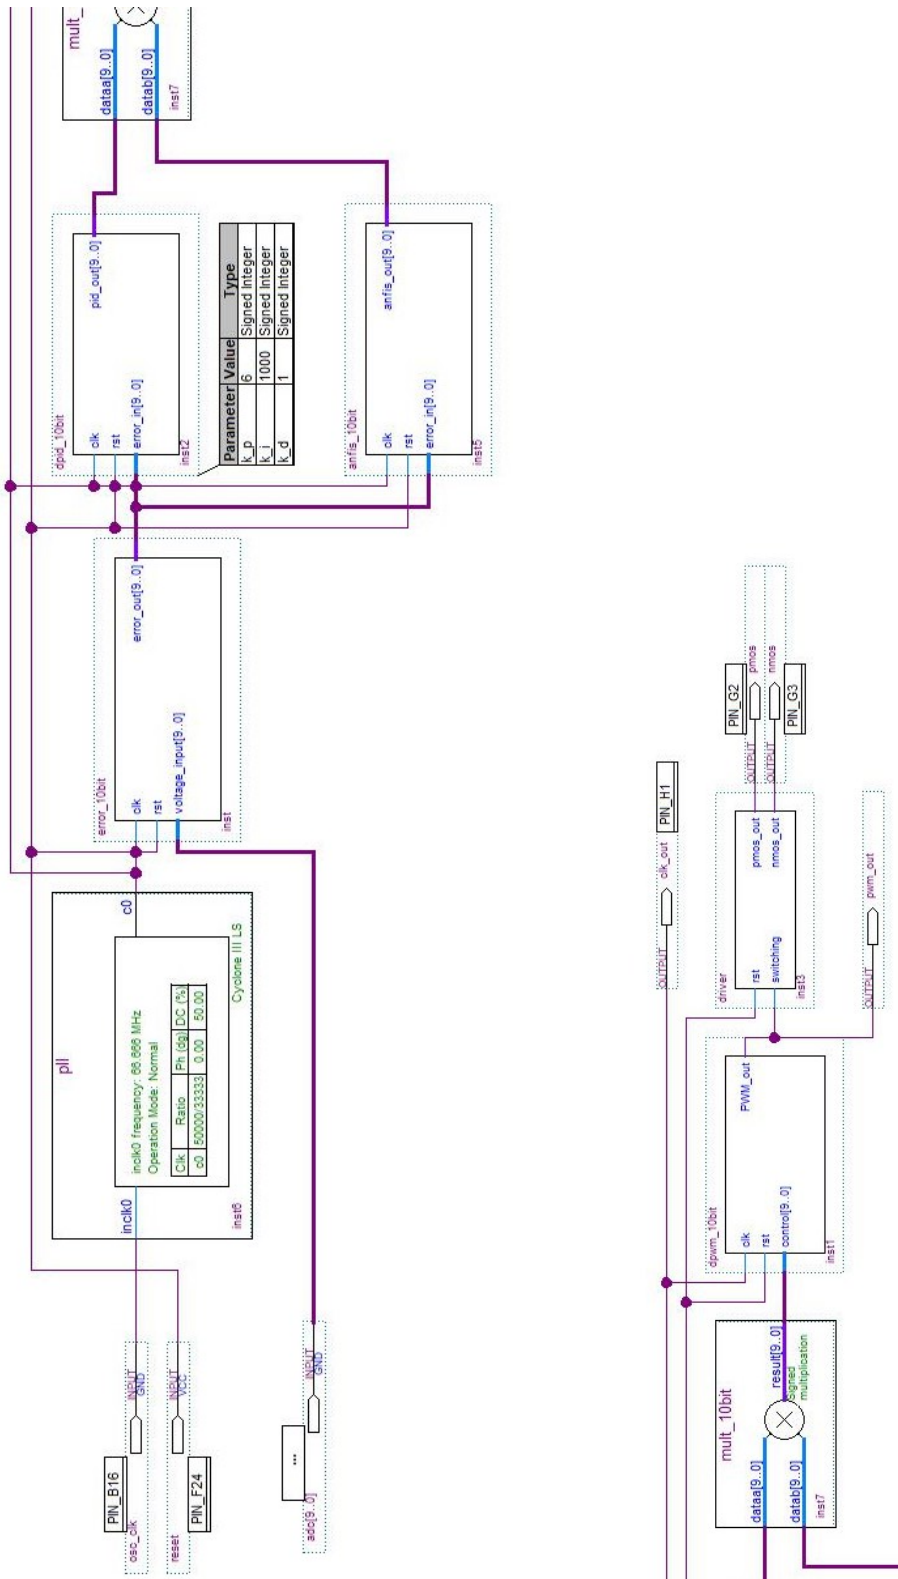 PIN_B16
osc_clk
INPUT
GND
PIN_F24
reset
INPUT
VCC
...
adc[9..0]
INPUT
GND
pll
inclk0
c0
inclk0 frequency: 66.666 MHz
Operation Mode: Normal
Clk Ratio Ph (dg) DC (%)
c0 50000/33333 0.00 50.00
inst6
Cyclone III LS
error_10bit
clk
rst
voltage_input[9..0]
error_out[9..0]
inst
dpid_10bit
clk
rst
error_in[9..0]
pid_out[9..0]
inst2
Parameter Value Type
k_p 6 Signed Integer
k_i 1000 Signed Integer
k_d 1 Signed Integer
anfis_10bit
clk
rst
error_in[9..0]
anfis_out[9..0]
inst5
mult_
dataa[9..0]
datab[9..0]
inst7
mult_10bit
dataa[9..0]
datab[9..0]
result[9..0]
Signed
multiplication
inst7
dpwm_10bit
clk
rst
control[9..0]
PWM_out
inst1
OUTPUT
clk_out
PIN_H1
driver
rst
switching
pmos_out
nmos_out
inst3
OUTPUT
pmos
PIN_G2
OUTPUT
nmos
PIN_G3
OUTPUT
pwm_out